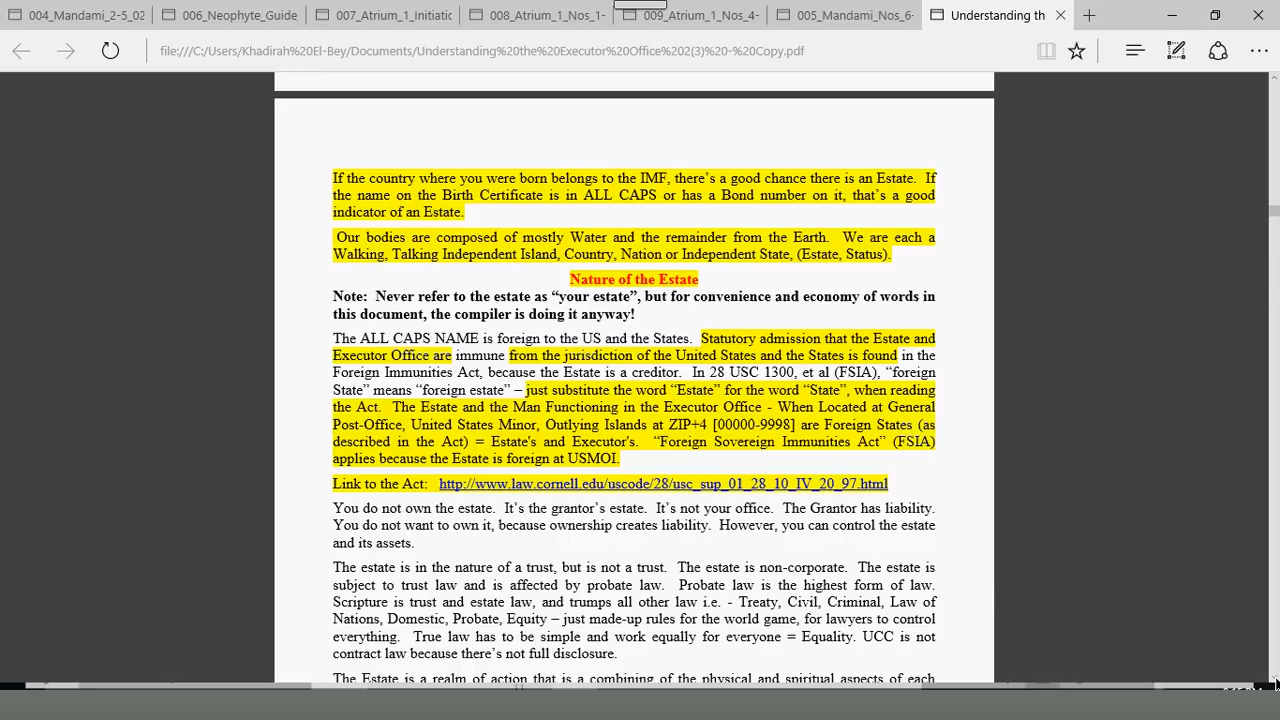 004_Mandami_2-5_02
006_Neophyte_Guide
007_Atrium_1_Initiatic
008_Atrium_1_Nos_1-
009_Atrium_1_Nos_4-
005_Mandami_Nos_6-
Understanding th
file:///C:/Users/Khadirah%20El-Bey/Documents/Understanding%20the%20Executor%20Office%202(3)%20-%20Copy.pdf
If the country where you were born belongs to the IMF, there's a good chance there is an Estate. If
the name on the Birth Certificate is in ALL CAPS or has a Bond number on it, that's a good
indicator of an Estate.
Our bodies are composed of mostly Water and the remainder from the Earth. We are each a
Walking, Talking Independent Island, Country, Nation or Independent State, (Estate, Status).
Nature of the Estate
Note: Never refer to the estate as "your estate", but for convenience and economy of words in
this document, the compiler is doing it anyway!
The ALL CAPS NAME is foreign to the US and the States. Statutory admission that the Estate and
Executor Office are immune from the jurisdiction of the United States and the States is found in the
Foreign Immunities Act, because the Estate is a creditor. In 28 USC 1300, et al (FSIA), "foreign
State" means "foreign estate" – just substitute the word "Estate" for the word "State", when reading
the Act. The Estate and the Man Functioning in the Executor Office - When Located at General
Post-Office, United States Minor, Outlying Islands at ZIP+4 [00000-9998] are Foreign States (as
described in the Act) = Estate's and Executor's. "Foreign Sovereign Immunities Act" (FSIA)
applies because the Estate is foreign at USMOI.
Link to the Act: http://www.law.cornell.edu/uscode/28/usc_sup_01_28_10_IV_20_97.html
You do not own the estate. It's the grantor's estate. It's not your office. The Grantor has liability.
You do not want to own it, because ownership creates liability. However, you can control the estate
and its assets.
The estate is in the nature of a trust, but is not a trust. The estate is non-corporate. The estate is
subject to trust law and is affected by probate law. Probate law is the highest form of law.
Scripture is trust and estate law, and trumps all other law i.e. - Treaty, Civil, Criminal, Law of
Nations, Domestic, Probate, Equity – just made-up rules for the world game, for lawyers to control
everything. True law has to be simple and work equally for everyone = Equality. UCC is not
contract law because there's not full disclosure.
The Estate is a realm of action that is a combining of the physical and spiritual aspects of each